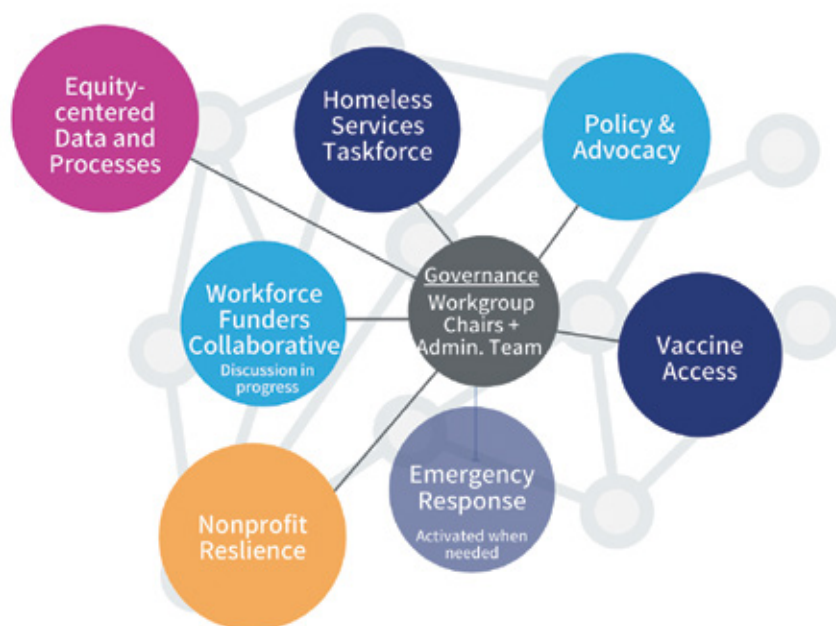 Equity-
centered
Data and
Processes
Homeless
Services
Taskforce
Policy &
Advocacy
Governance
Workgroup
Chairs +
Admin. Team
Workforce
Funders
Collaborative
Discussion in
progress
Vaccine
Access
Nonprofit
Reslience
Emergency
Response
Activated when
needed